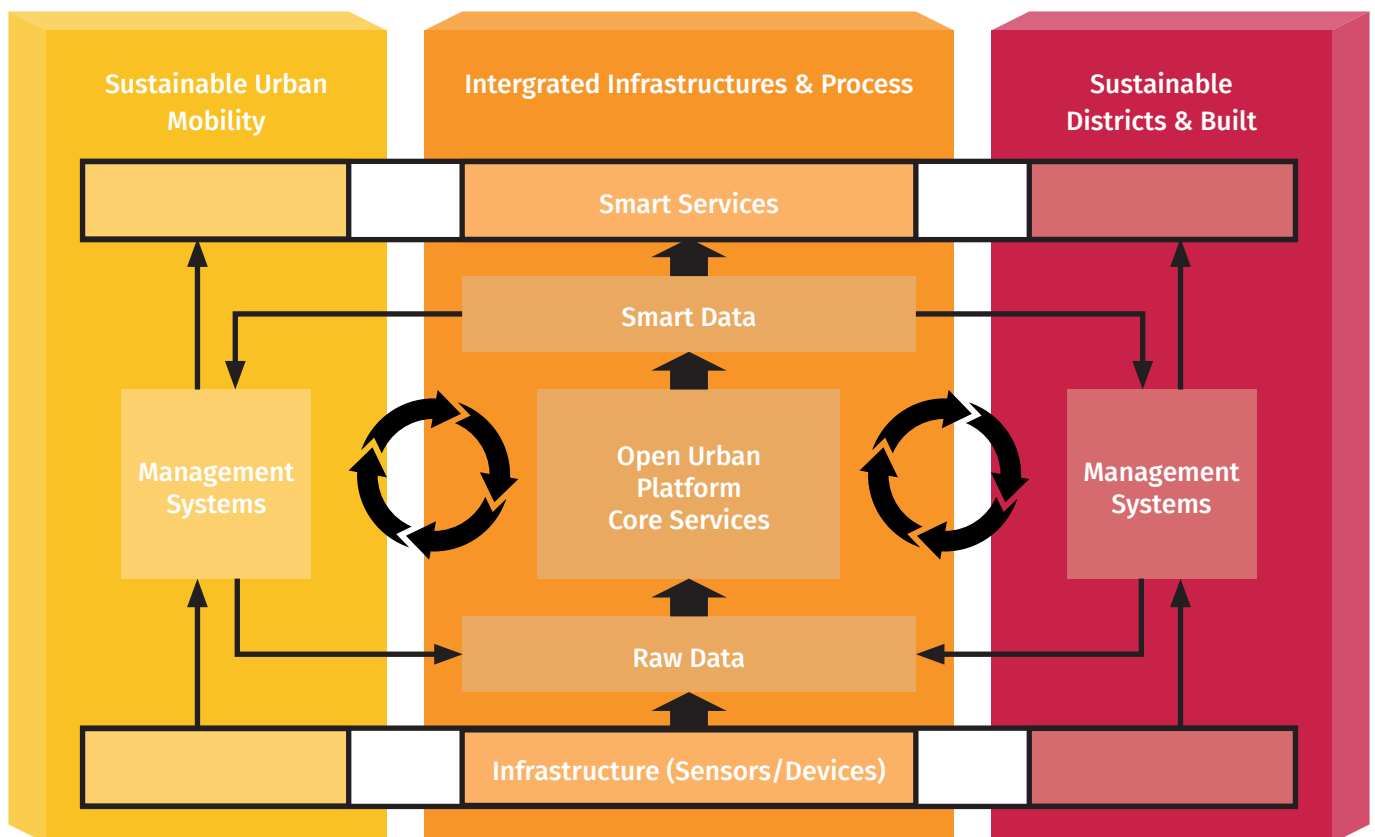 Sustainable Urban
Mobility
Intergrated Infrastructures & Process
Sustainable
Districts & Built
Smart Services
Smart Data
Management
Systems
Open Urban
Platform
Core Services
Management
Systems
Raw Data
Infrastructure (Sensors/Devices)